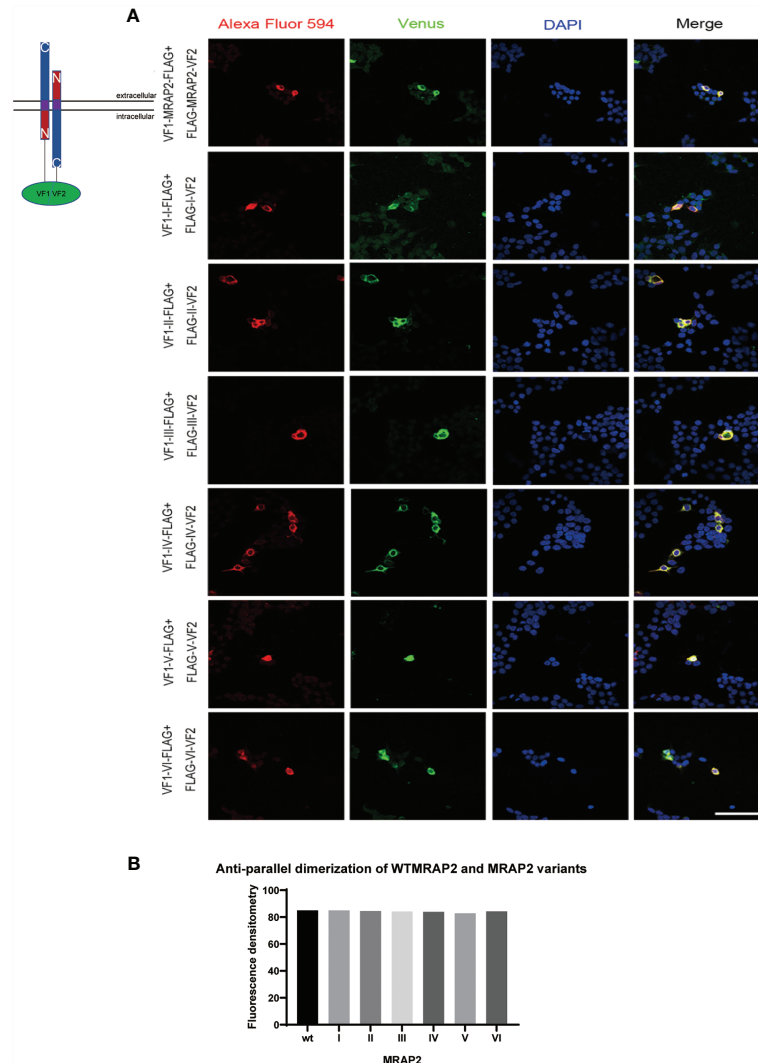 A
Alexa Fluor 594
Venus
DAPI
Merge
C
N
extracellular
intracellular
N
C
VF1 VF2
VF1-MRAP2-FLAG+
FLAG-MRAP2-VF2
VF1-I-FLAG+
FLAG-I-VF2
VF1-II-FLAG+
FLAG-II-VF2
VF1-III-FLAG+
FLAG-III-VF2
VF1-IV-FLAG+
FLAG-IV-VF2
VF1-V-FLAG+
FLAG-V-VF2
VF1-VI-FLAG+
FLAG-VI-VF2
B
Anti-parallel dimerization of WTMRAP2 and MRAP2 variants
Fluorescence densitometry
100
80
60
40
20
0
wt I II III IV V VI
MRAP2